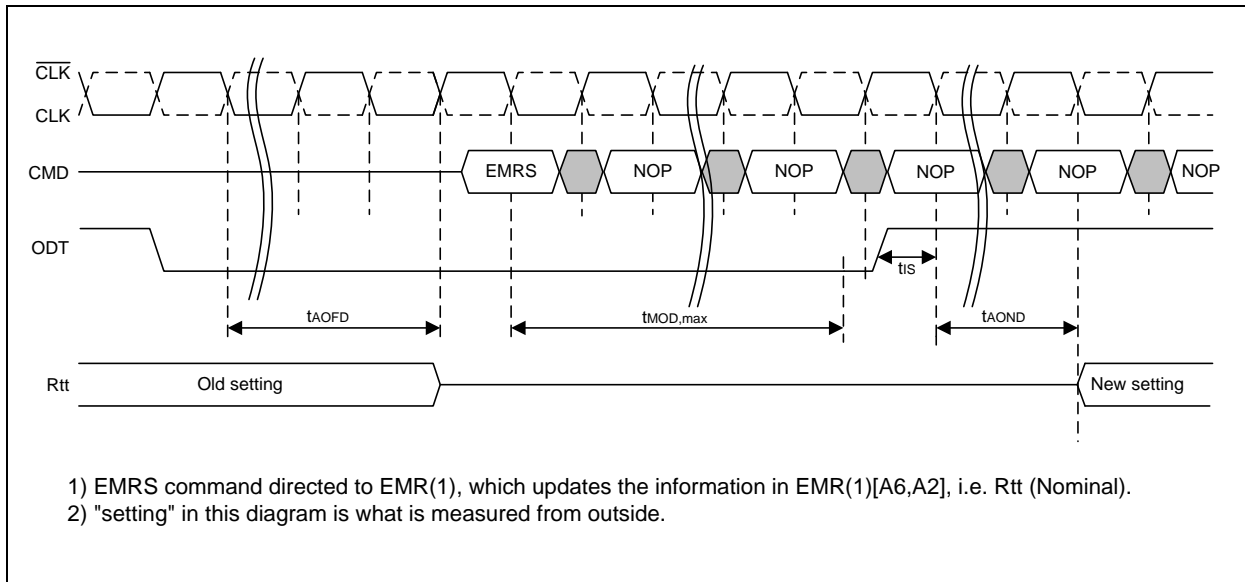 CLK
CLK
CMD EMRS NOP NOP NOP NOP NOP
ODT
tIS
tAOFD tMOD,max tAOND
Rtt Old setting New setting
1) EMRS command directed to EMR(1), which updates the information in EMR(1)[A6,A2], i.e. Rtt (Nominal).
2) "setting" in this diagram is what is measured from outside.